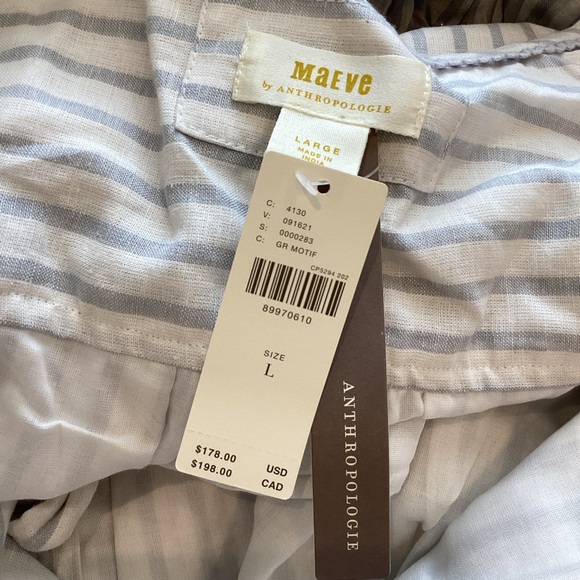 MAEVE
by ANTHROPOLOGIE
LARGE
MADE IN
INDIA
C: 4130
V: 091621
S: 0000283
C: GR MOTIF
CP5294 202
89970610
SIZE
L
$178.00 USD
$198.00 CAD
ANTHROPOLOGIE